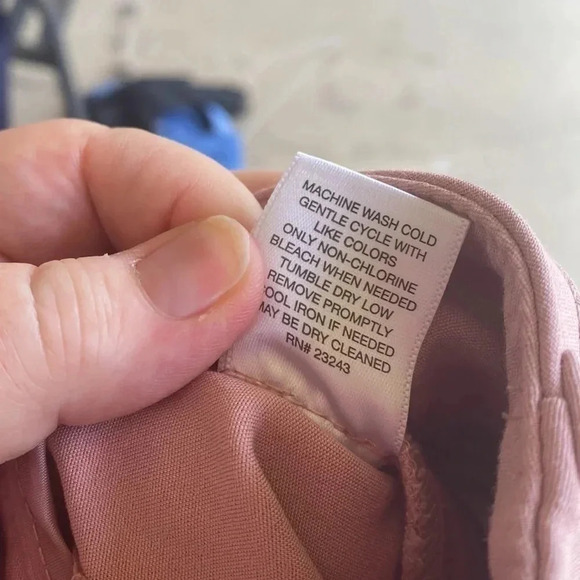 MACHINE WASH COLD
GENTLE CYCLE WITH
LIKE COLORS
ONLY NON-CHLORINE
BLEACH WHEN NEEDED
TUMBLE DRY LOW
REMOVE PROMPTLY
OOL IRON IF NEEDED
MAY BE DRY CLEANED
RN# 23243